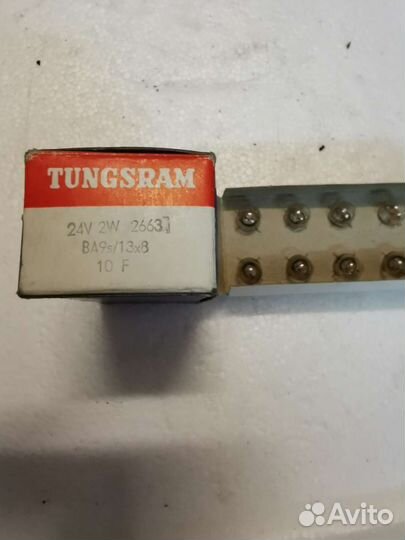 TUNGSRAM
24V 2W 2663
BA9s/13x8
10 F
Avito